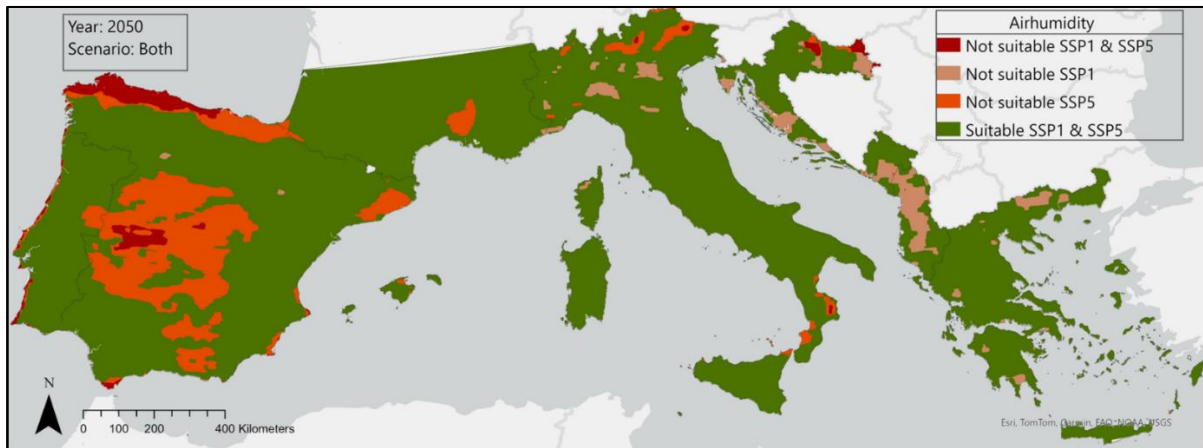 Year: 2050
Scenario: Both
Airhumidity
Not suitable SSP1 & SSP5
Not suitable SSP1
Not suitable SSP5
Suitable SSP1 & SSP5
N
0 100 200 400 Kilometers
Esri, TomTom, Garmin, FAO, NOAA, USGS